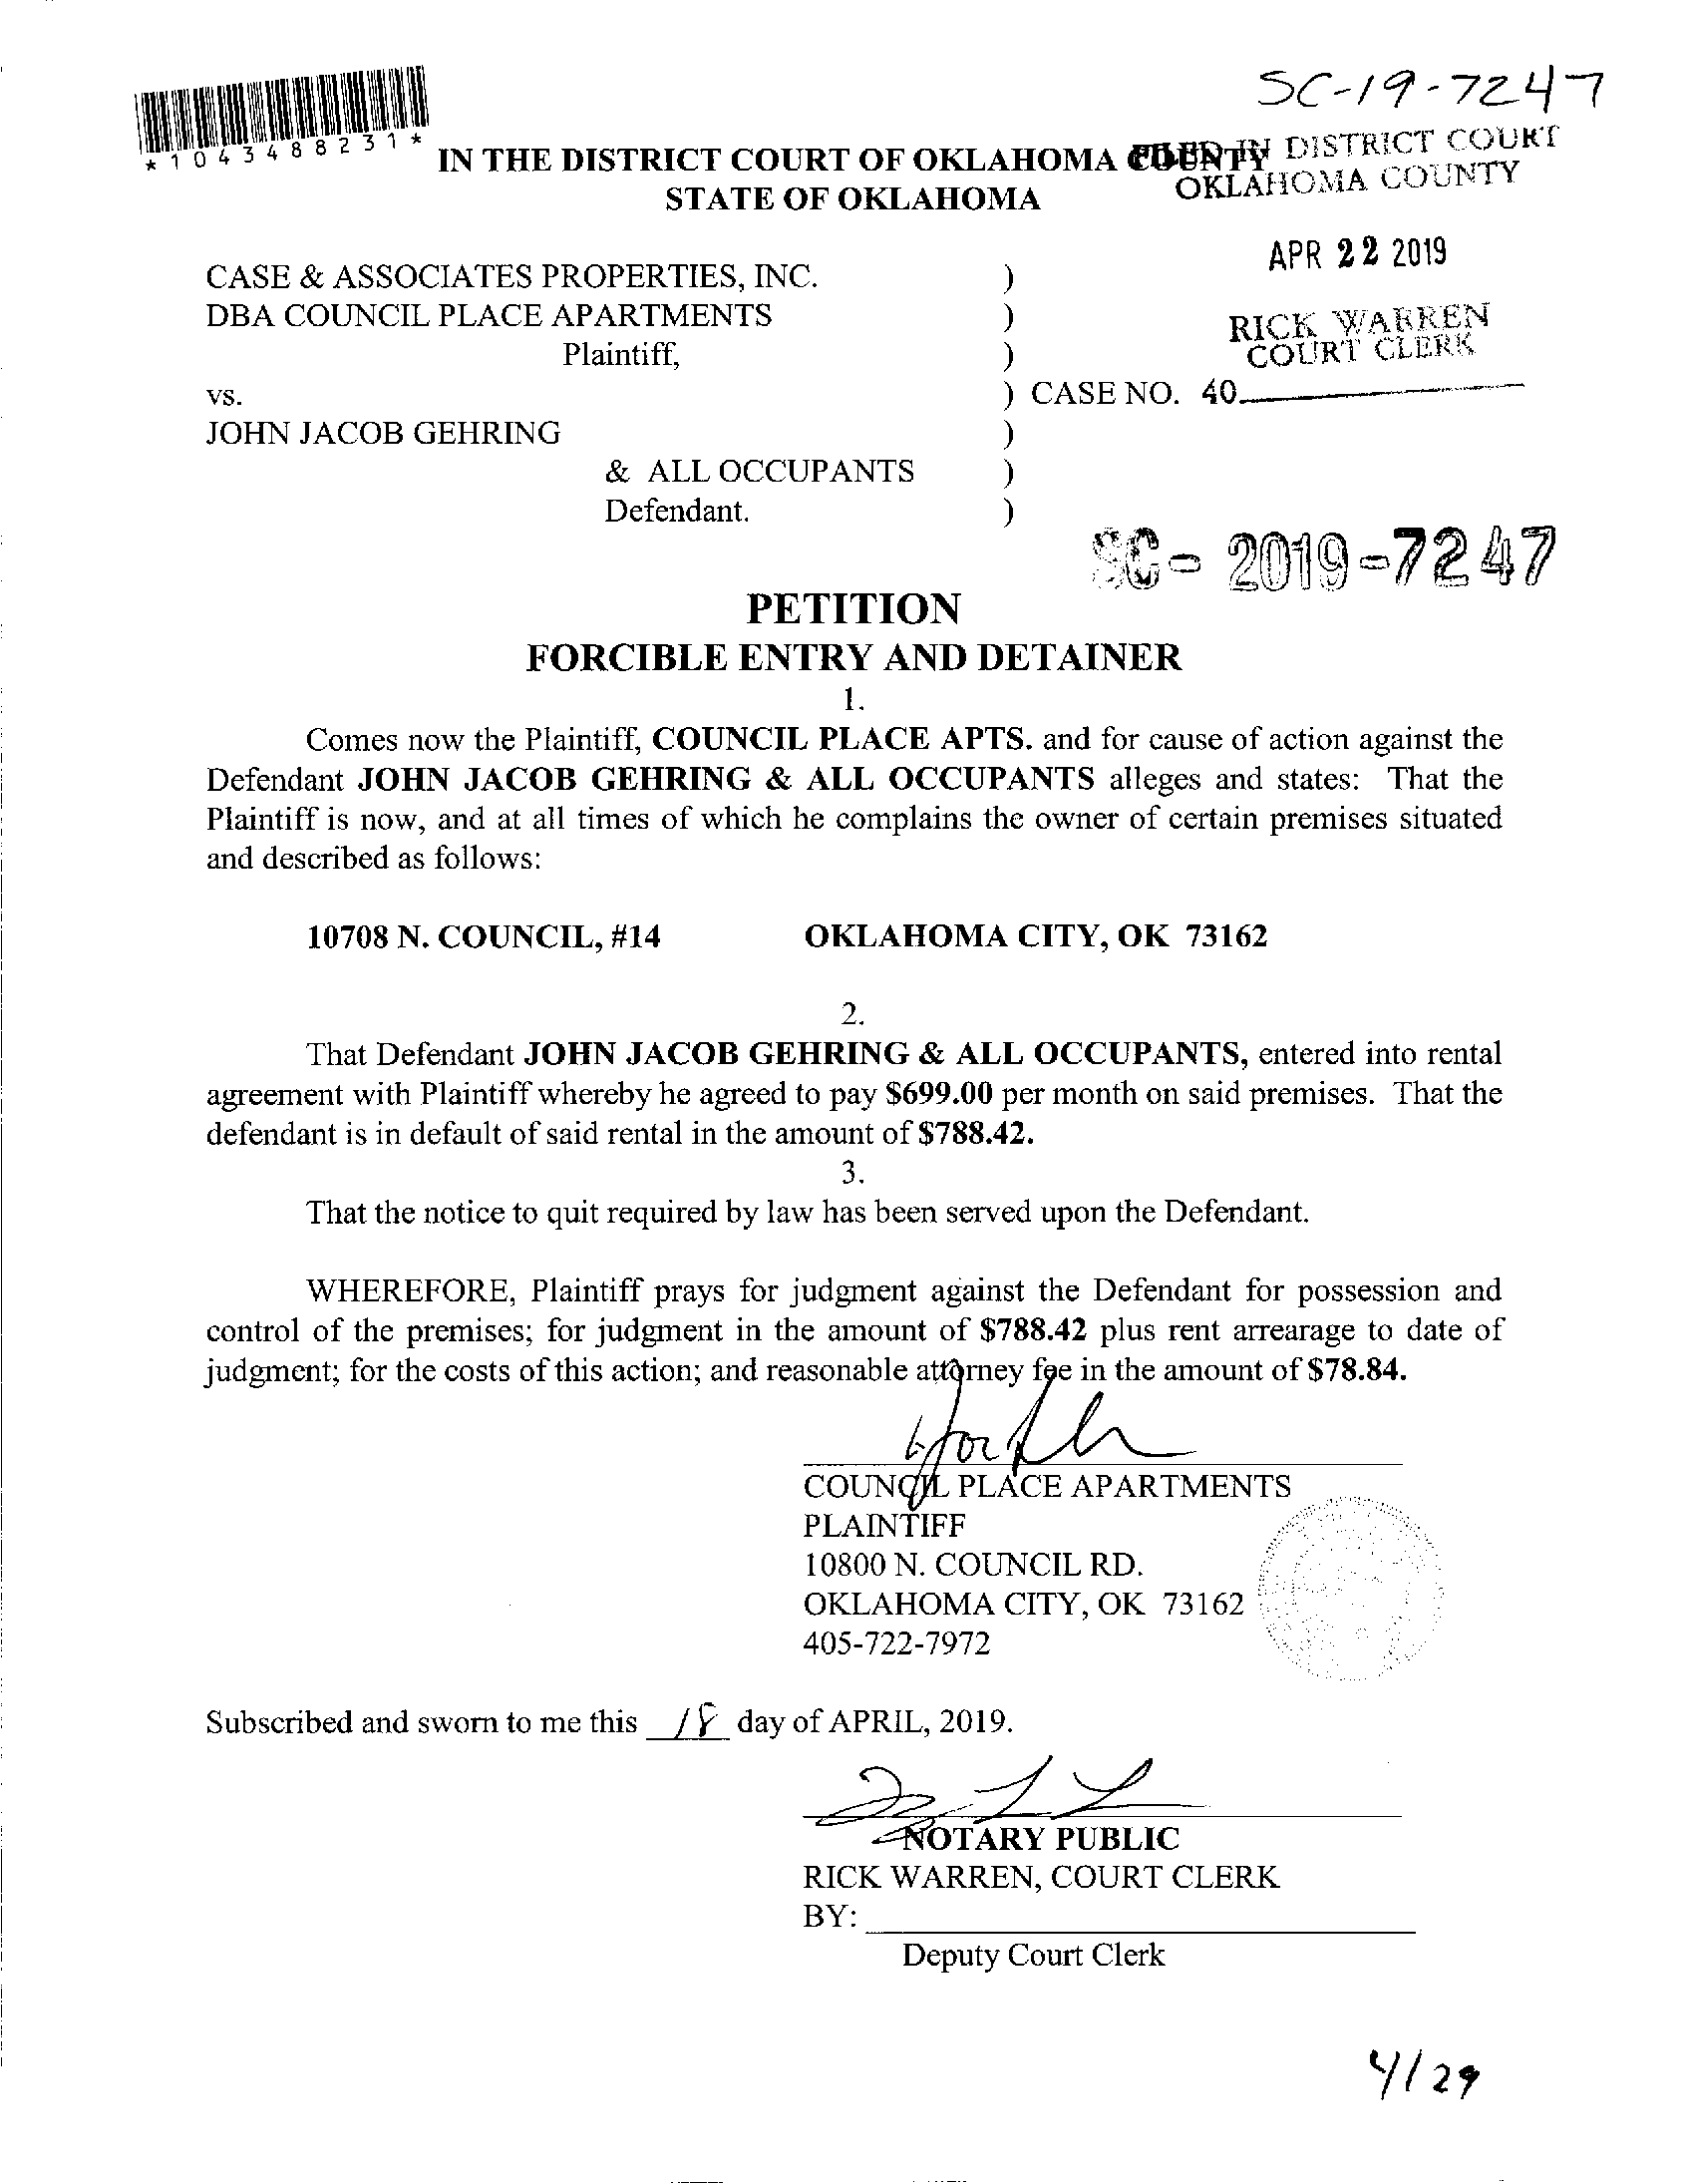 SC-19-7247
*1043488231*
IN THE DISTRICT COURT OF OKLAHOMA COUNTY
STATE OF OKLAHOMA
FILED IN DISTRICT COURT
OKLAHOMA COUNTY
APR 22 2019
RICK WARREN
COURT CLERK
CASE & ASSOCIATES PROPERTIES, INC. )
DBA COUNCIL PLACE APARTMENTS )
Plaintiff, )
vs. ) CASE NO. 40
JOHN JACOB GEHRING )
& ALL OCCUPANTS )
Defendant. )
SC- 2019-7247
PETITION
FORCIBLE ENTRY AND DETAINER
1.
Comes now the Plaintiff, COUNCIL PLACE APTS. and for cause of action against the
Defendant JOHN JACOB GEHRING & ALL OCCUPANTS alleges and states: That the
Plaintiff is now, and at all times of which he complains the owner of certain premises situated
and described as follows:
10708 N. COUNCIL, #14 OKLAHOMA CITY, OK 73162
2.
That Defendant JOHN JACOB GEHRING & ALL OCCUPANTS, entered into rental
agreement with Plaintiff whereby he agreed to pay $699.00 per month on said premises. That the
defendant is in default of said rental in the amount of $788.42.
3.
That the notice to quit required by law has been served upon the Defendant.
WHEREFORE, Plaintiff prays for judgment against the Defendant for possession and
control of the premises; for judgment in the amount of $788.42 plus rent arrearage to date of
judgment; for the costs of this action; and reasonable attorney fee in the amount of $78.84.
COUNCIL PLACE APARTMENTS
PLAINTIFF
10800 N. COUNCIL RD.
OKLAHOMA CITY, OK 73162
405-722-7972
Subscribed and sworn to me this 18 day of APRIL, 2019.
NOTARY PUBLIC
RICK WARREN, COURT CLERK
BY:
Deputy Court Clerk
4/29